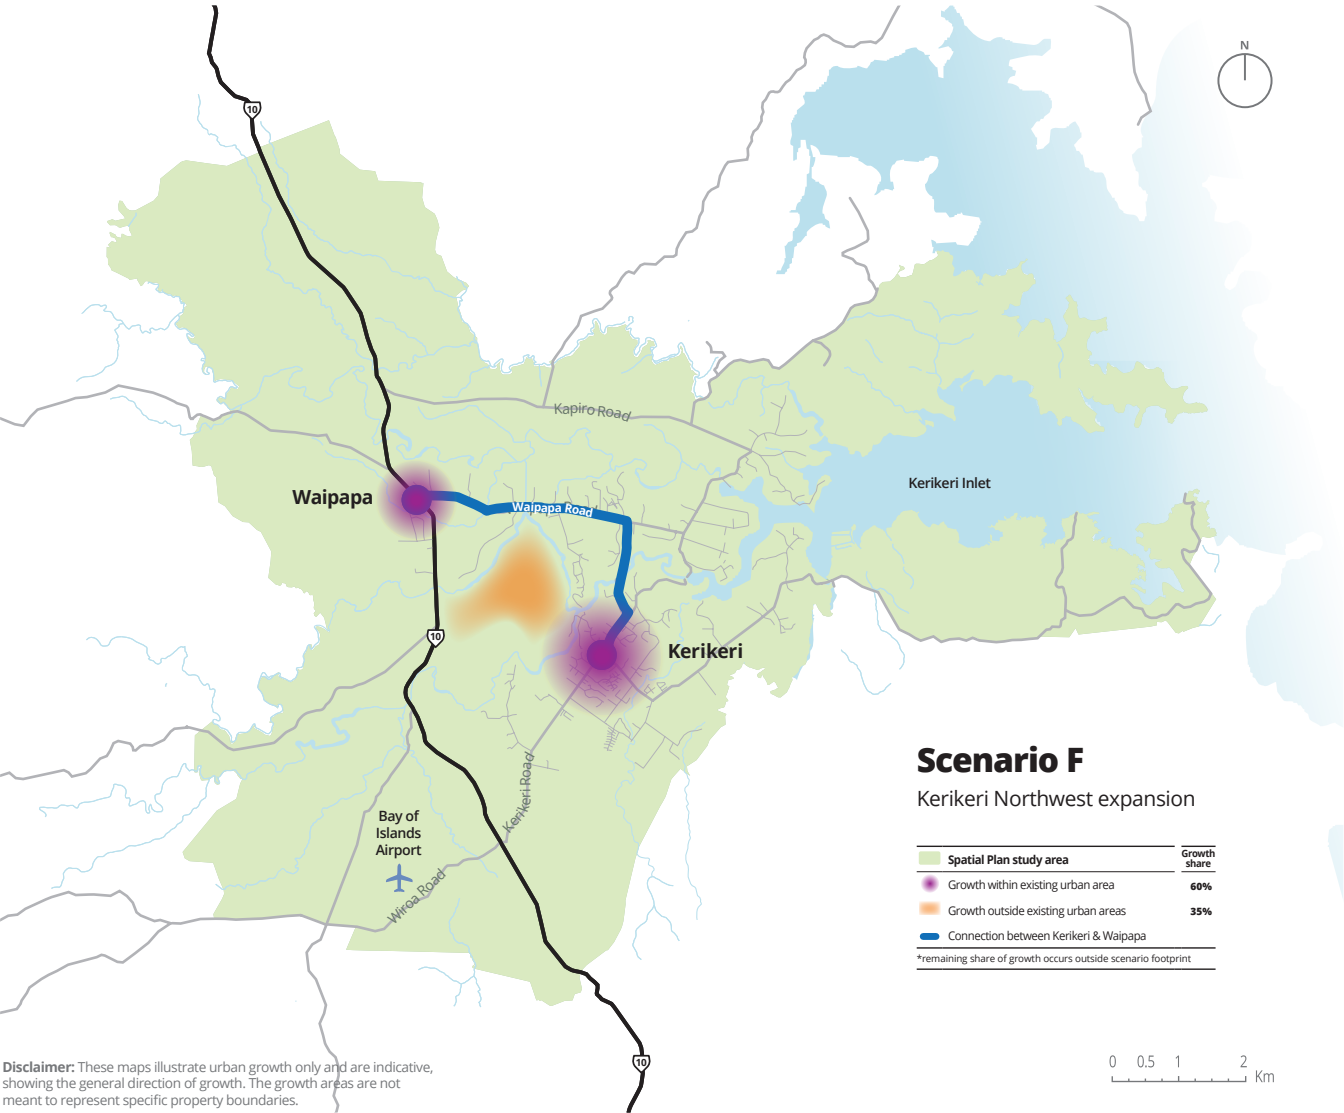 N
10
Kapiro Road
Waipapa
Waipapa Road
Kerikeri Inlet
10
Kerikeri
Kerikeri Road
Bay of
Islands
Airport
Wiroa Road
10
Scenario F
Kerikeri Northwest expansion
Growth
share
Spatial Plan study area
Growth within existing urban area 60%
Growth outside existing urban areas 35%
Connection between Kerikeri & Waipapa
*remaining share of growth occurs outside scenario footprint
0 0.5 1 2 Km
Disclaimer: These maps illustrate urban growth only and are indicative,
showing the general direction of growth. The growth areas are not
meant to represent specific property boundaries.